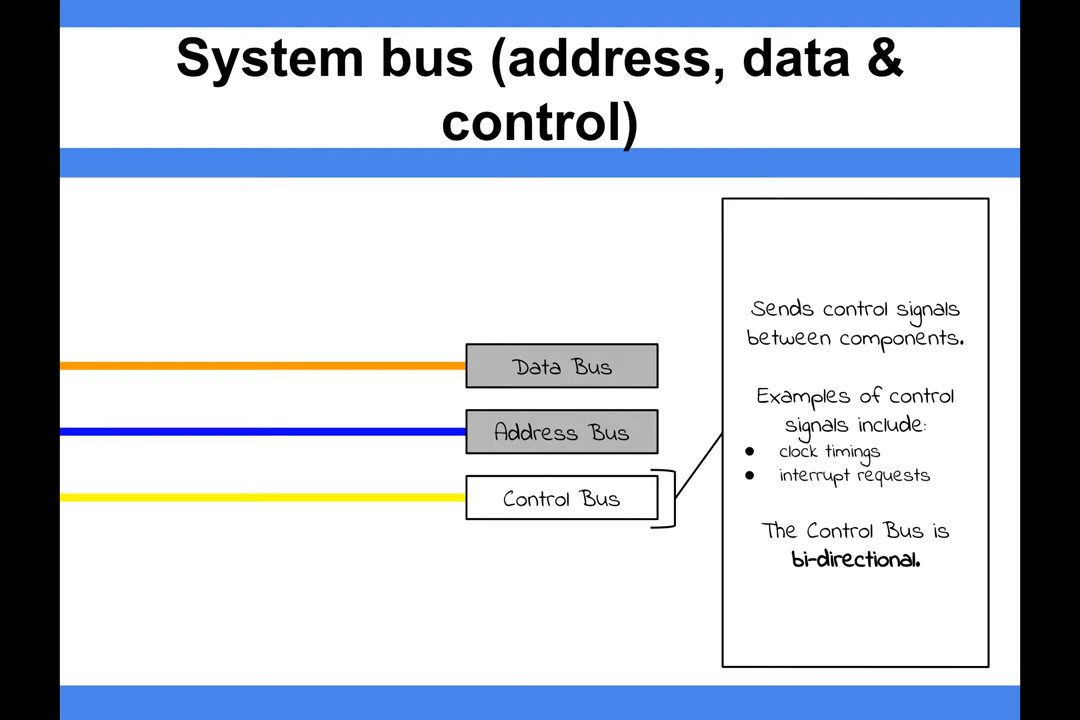 System bus (address, data &
control)
Data Bus
Address Bus
Control Bus
Sends control signals
between components.
Examples of control
signals include:
● clock timings
● interrupt requests
The Control Bus is
bi-directional.